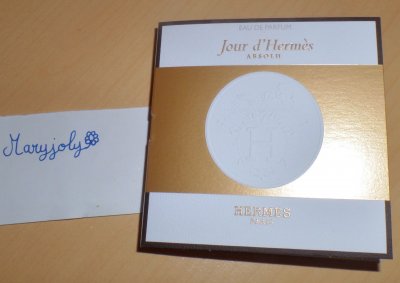 EAU DE PARFUM
Jour d'Hermès
ABSOLU
Maryjoly
HERMÈS
PARIS